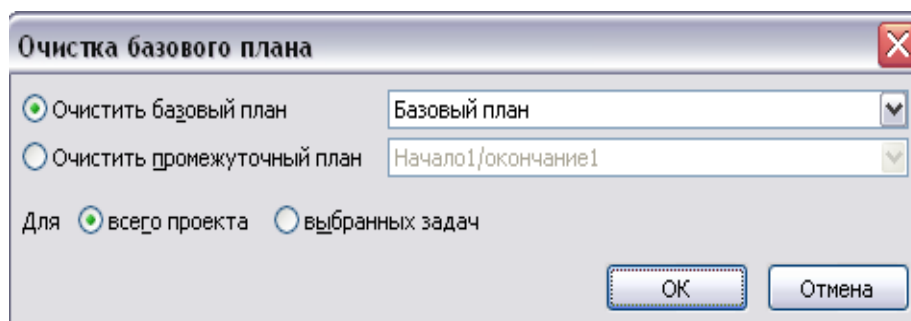 Очистка базового плана
Очистить базовый план Базовый план
Очистить промежуточный план Начало1/окончание1
Для всего проекта выбранных задач
ОК Отмена